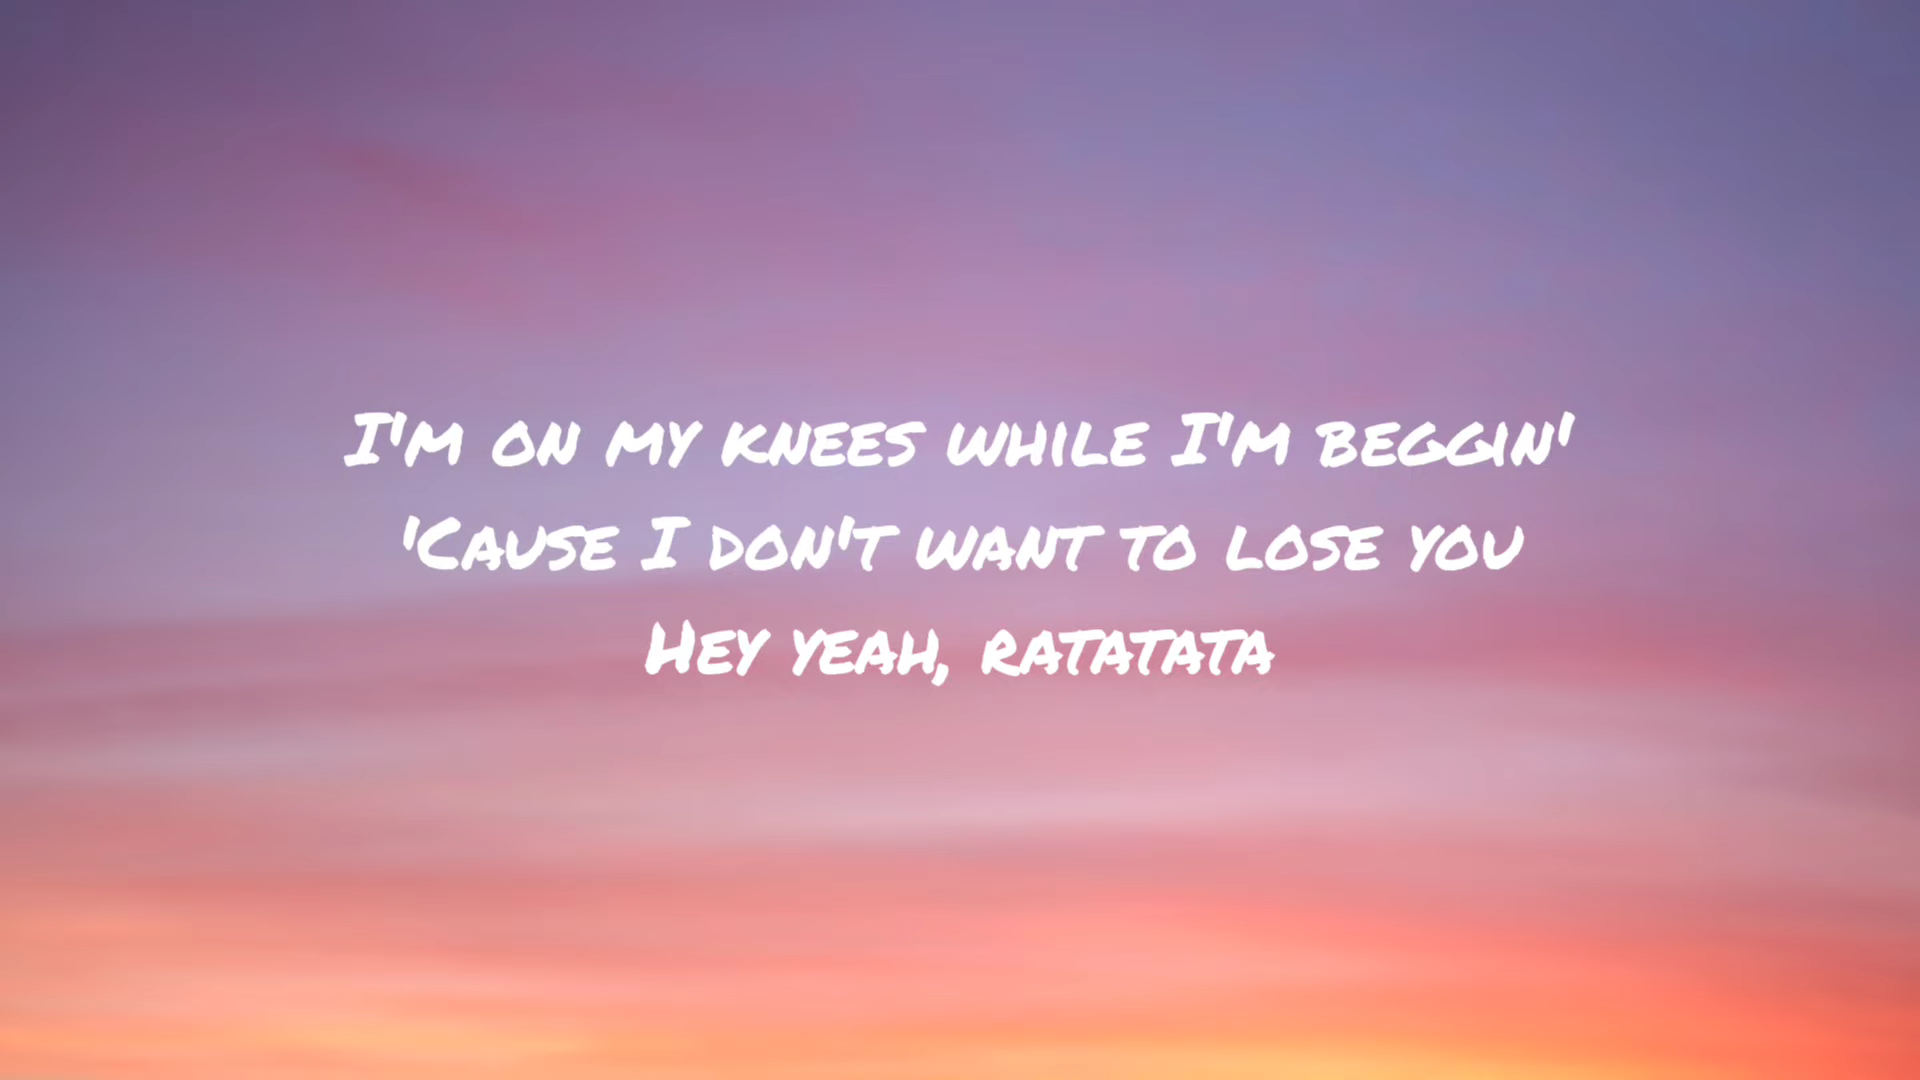 I'm on my knees while I'm beggin'
'Cause I don't want to lose you
Hey yeah, ratatata